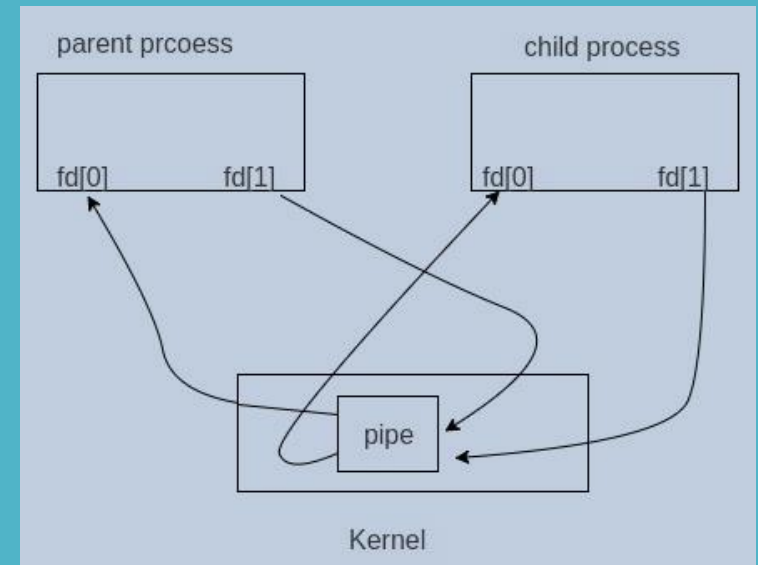 parent prcoess
child process
fd[0]
fd[1]
fd[0]
fd[1]
pipe
Kernel